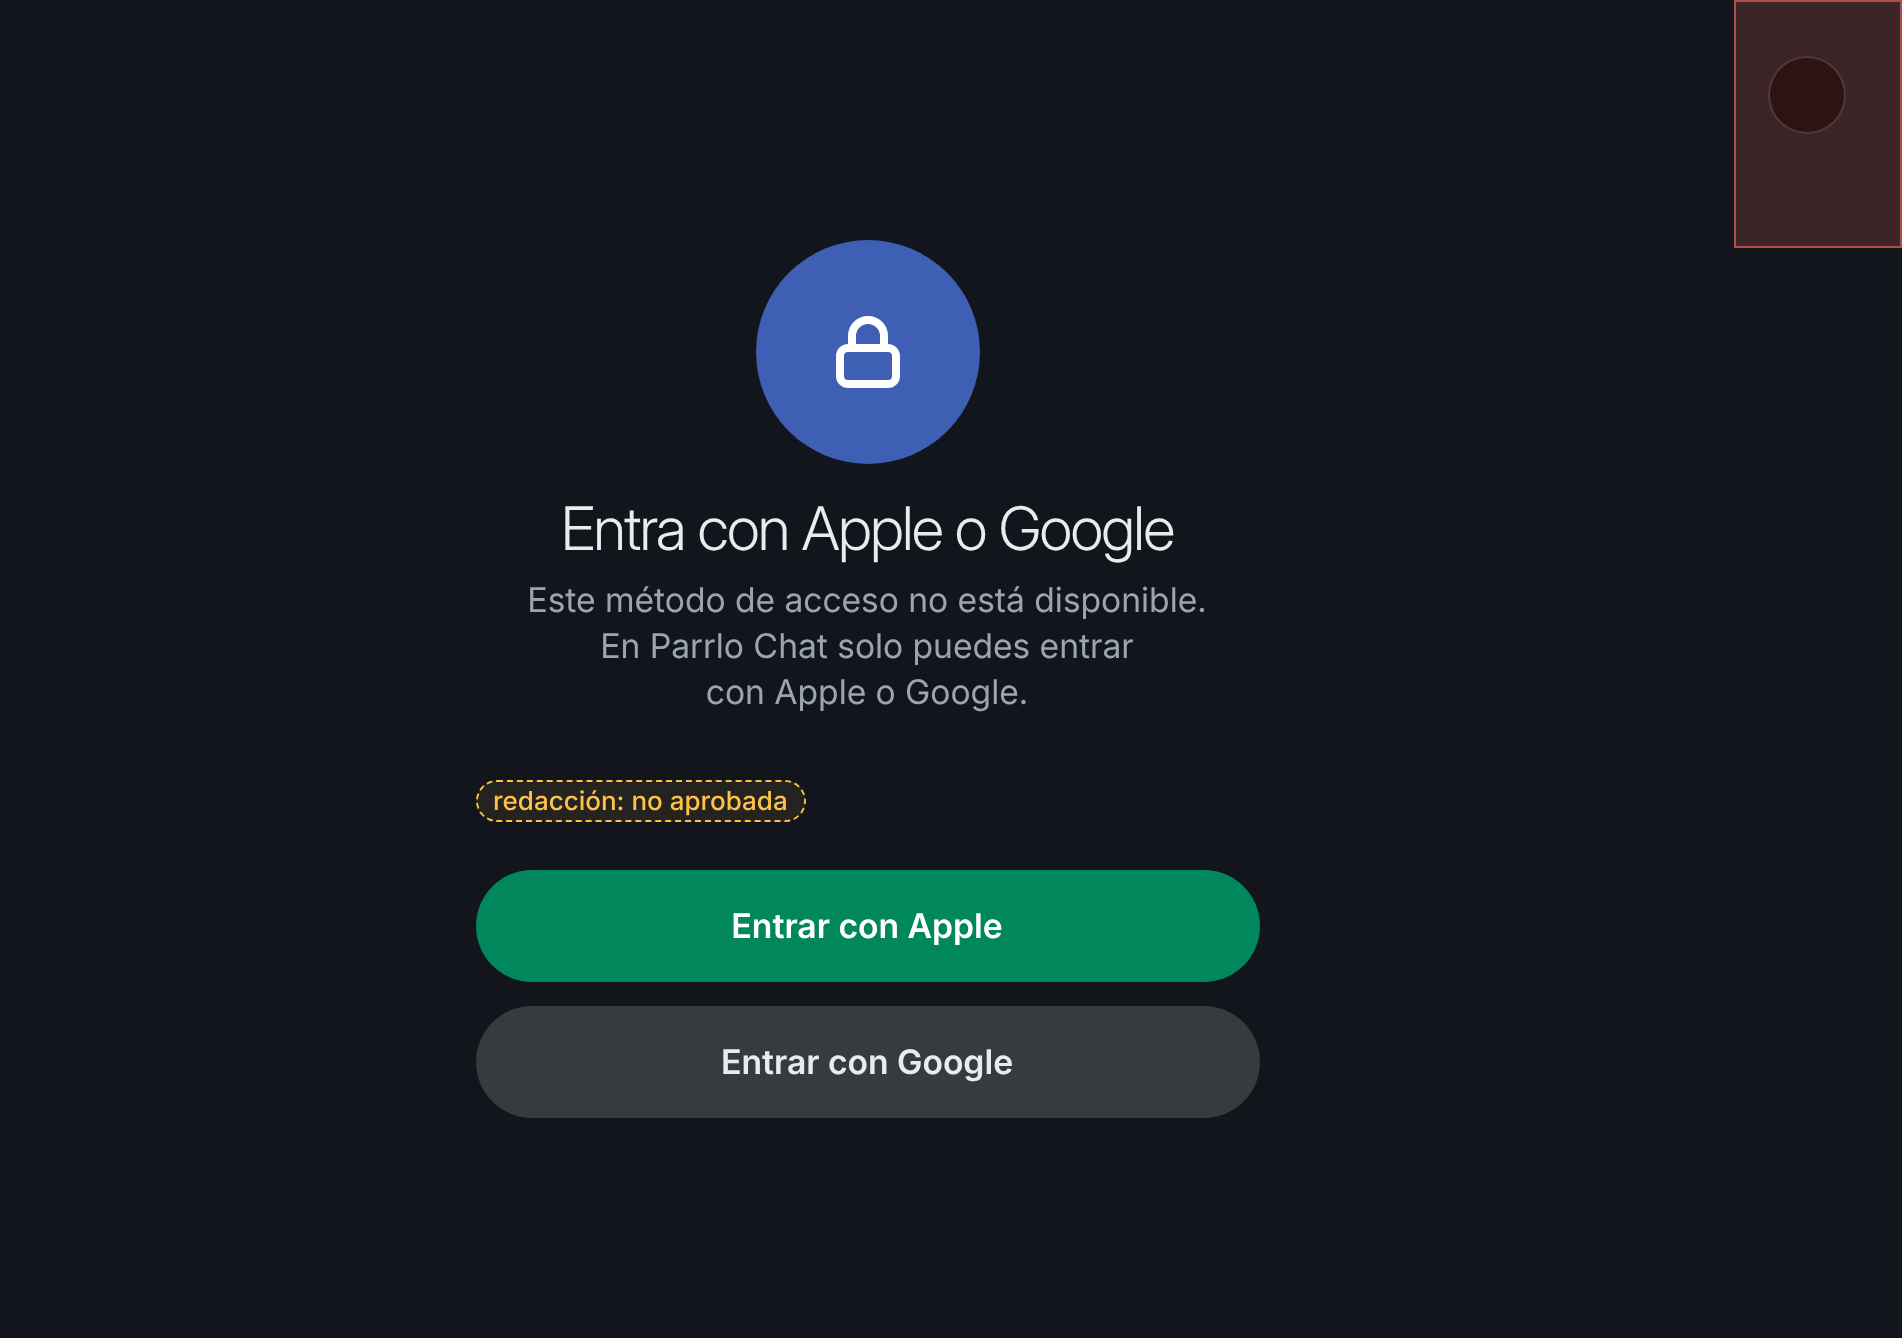 Entra con Apple o Google
Este método de acceso no está disponible.
En Parrlo Chat solo puedes entrar
con Apple o Google.
redacción: no aprobada
Entrar con Apple
Entrar con Google